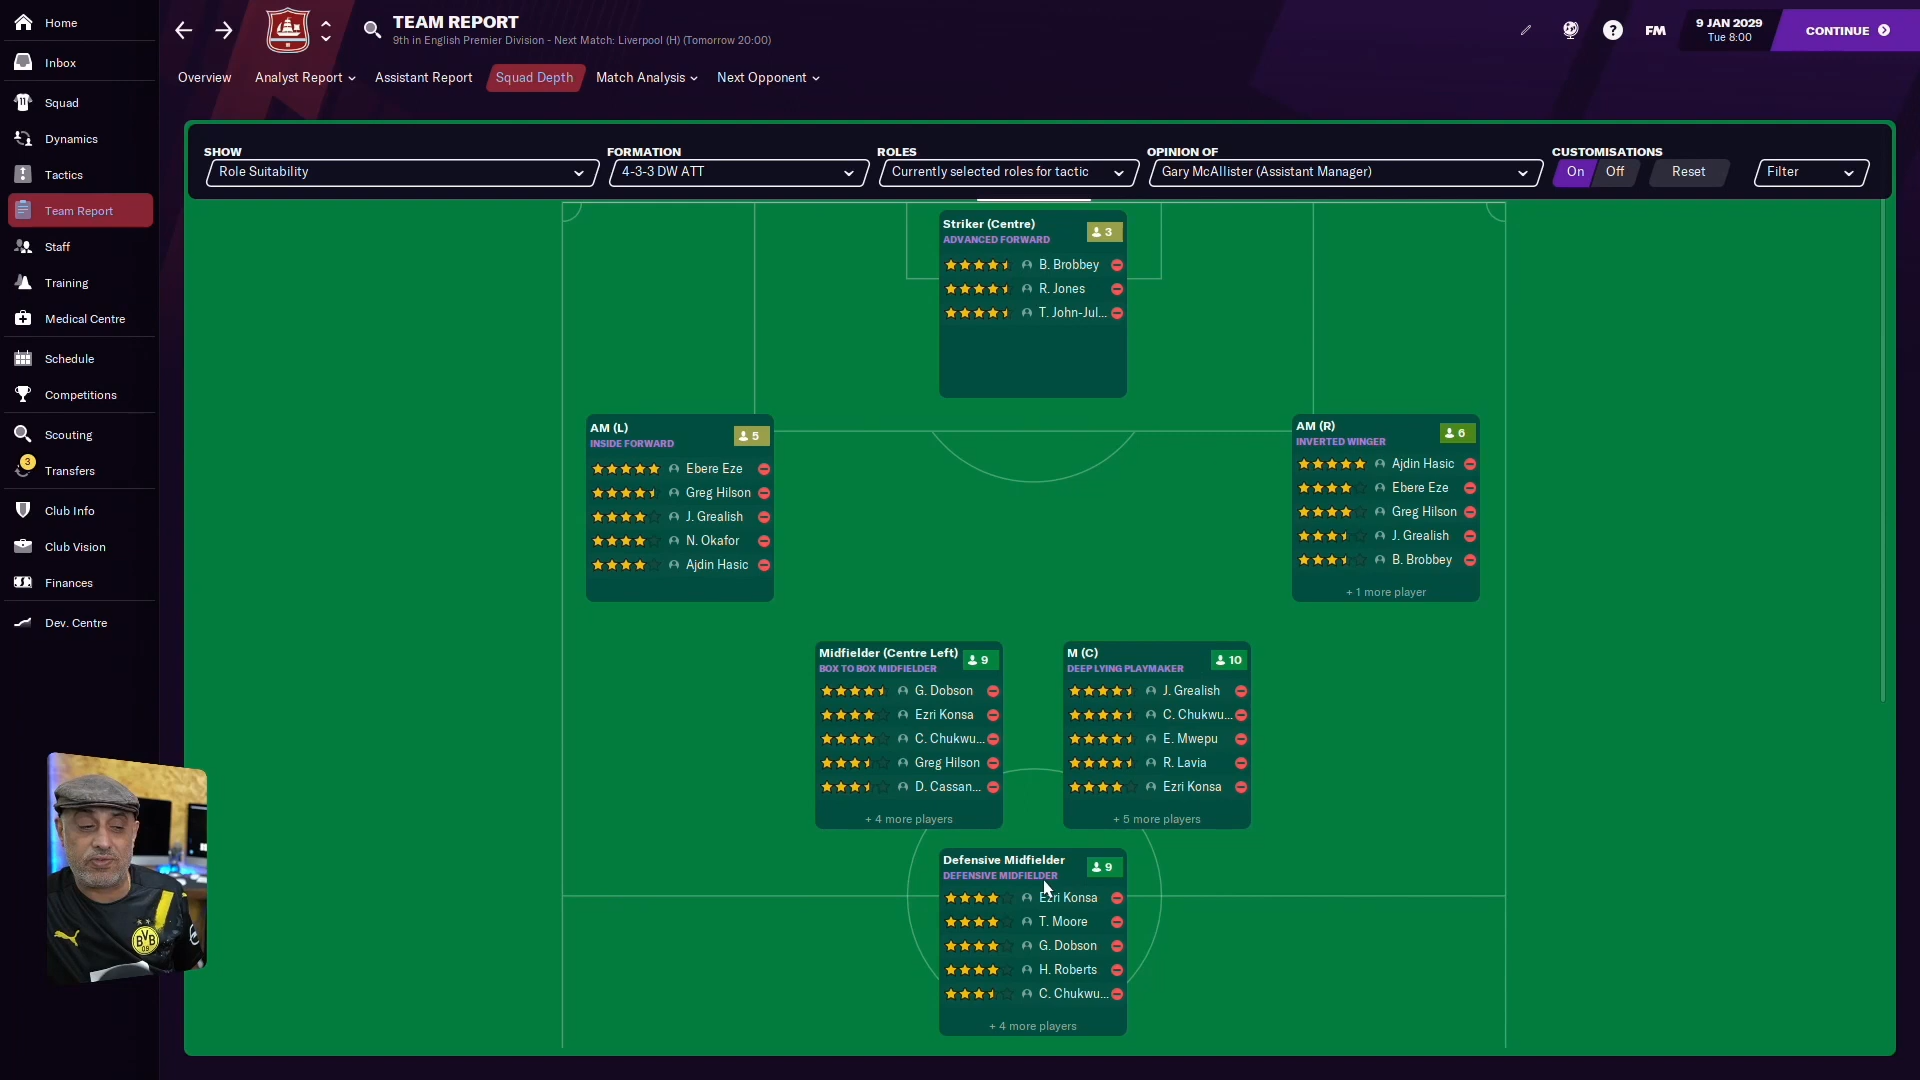 TEAM REPORT
9th in English Premier Division - Next Match: Liverpool (H) (Tomorrow 20:00)
FM
9 JAN 2029
Tue 8:00
CONTINUE
Home
Inbox
Squad
Dynamics
Tactics
Team Report
Staff
Training
Medical Centre
Schedule
Competitions
Scouting
3
Transfers
Club Info
Club Vision
Finances
Dev. Centre
Overview
Analyst Report
Assistant Report
Squad Depth
Match Analysis
Next Opponent
SHOW
Role Suitability
FORMATION
4-3-3 DW ATT
ROLES
Currently selected roles for tactic
OPINION OF
Gary McAllister (Assistant Manager)
CUSTOMISATIONS
On
Off
Reset
Filter
Striker (Centre)
ADVANCED FORWARD
3
B. Brobbey
R. Jones
T. John-Jul...
AM (L)
INSIDE FORWARD
5
Ebere Eze
Greg Hilson
J. Grealish
N. Okafor
Ajdin Hasic
AM (R)
INVERTED WINGER
6
Ajdin Hasic
Ebere Eze
Greg Hilson
J. Grealish
B. Brobbey
+ 1 more player
Midfielder (Centre Left)
BOX TO BOX MIDFIELDER
9
G. Dobson
Ezri Konsa
C. Chukwu...
Greg Hilson
D. Cassan...
+ 4 more players
M (C)
DEEP LYING PLAYMAKER
10
J. Grealish
C. Chukwu...
E. Mwepu
R. Lavia
Ezri Konsa
+ 5 more players
Defensive Midfielder
DEFENSIVE MIDFIELDER
9
Ezri Konsa
T. Moore
G. Dobson
H. Roberts
C. Chukwu...
+ 4 more players
BVB
09